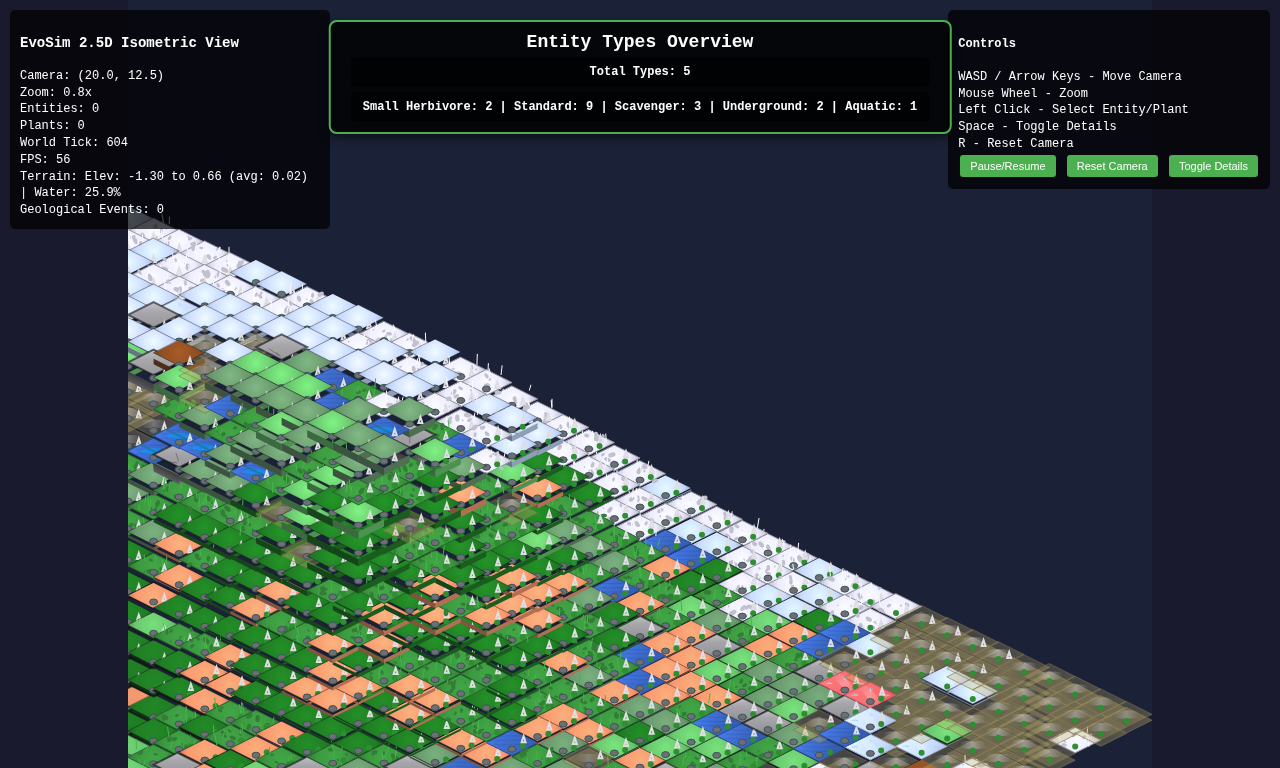 EvoSim 2.5D Isometric View
Camera: (20.0, 12.5)
Zoom: 0.8x
Entities: 0
Plants: 0
World Tick: 604
FPS: 56
Terrain: Elev: -1.30 to 0.66 (avg: 0.02)
| Water: 25.9%
Geological Events: 0
Entity Types Overview
Total Types: 5
Small Herbivore: 2 | Standard: 9 | Scavenger: 3 | Underground: 2 | Aquatic: 1
Controls
WASD / Arrow Keys - Move Camera
Mouse Wheel - Zoom
Left Click - Select Entity/Plant
Space - Toggle Details
R - Reset Camera
Pause/Resume Reset Camera Toggle Details